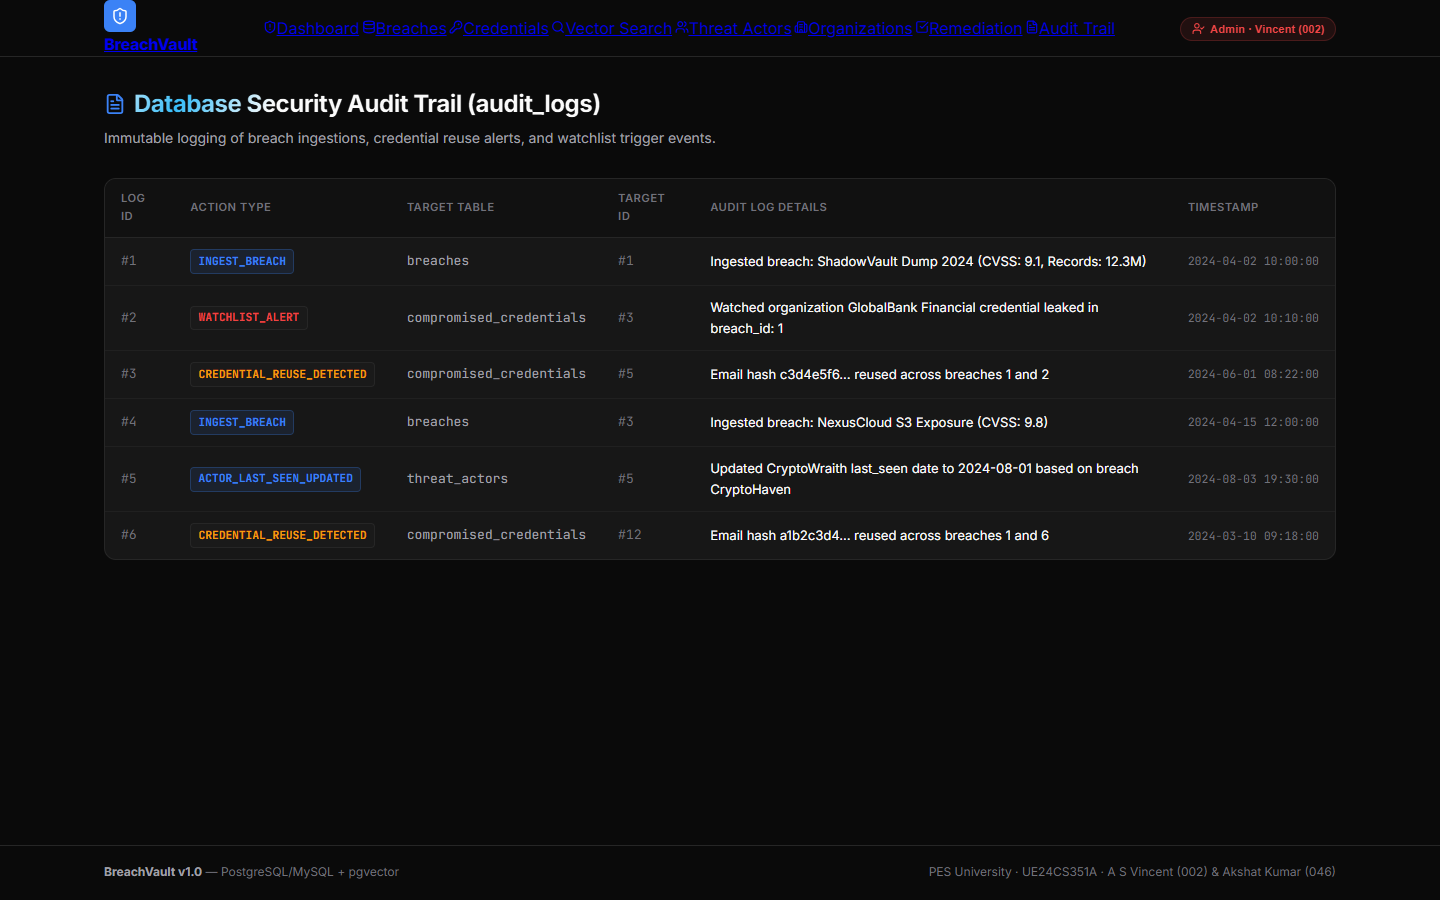 BreachVault
Dashboard Breaches Credentials Vector Search Threat Actors Organizations Remediation Audit Trail
Admin · Vincent (002)
Database Security Audit Trail (audit_logs)
Immutable logging of breach ingestions, credential reuse alerts, and watchlist trigger events.
LOG ID ACTION TYPE TARGET TABLE TARGET ID AUDIT LOG DETAILS TIMESTAMP
#1 INGEST_BREACH breaches #1 Ingested breach: ShadowVault Dump 2024 (CVSS: 9.1, Records: 12.3M) 2024-04-02 10:00:00
#2 WATCHLIST_ALERT compromised_credentials #3 Watched organization GlobalBank Financial credential leaked in
breach_id: 1 2024-04-02 10:10:00
#3 CREDENTIAL_REUSE_DETECTED compromised_credentials #5 Email hash c3d4e5f6... reused across breaches 1 and 2 2024-06-01 08:22:00
#4 INGEST_BREACH breaches #3 Ingested breach: NexusCloud S3 Exposure (CVSS: 9.8) 2024-04-15 12:00:00
#5 ACTOR_LAST_SEEN_UPDATED threat_actors #5 Updated CryptoWraith last_seen date to 2024-08-01 based on breach
CryptoHaven 2024-08-03 19:30:00
#6 CREDENTIAL_REUSE_DETECTED compromised_credentials #12 Email hash a1b2c3d4... reused across breaches 1 and 6 2024-03-10 09:18:00
BreachVault v1.0 — PostgreSQL/MySQL + pgvector
PES University · UE24CS351A · A S Vincent (002) & Akshat Kumar (046)